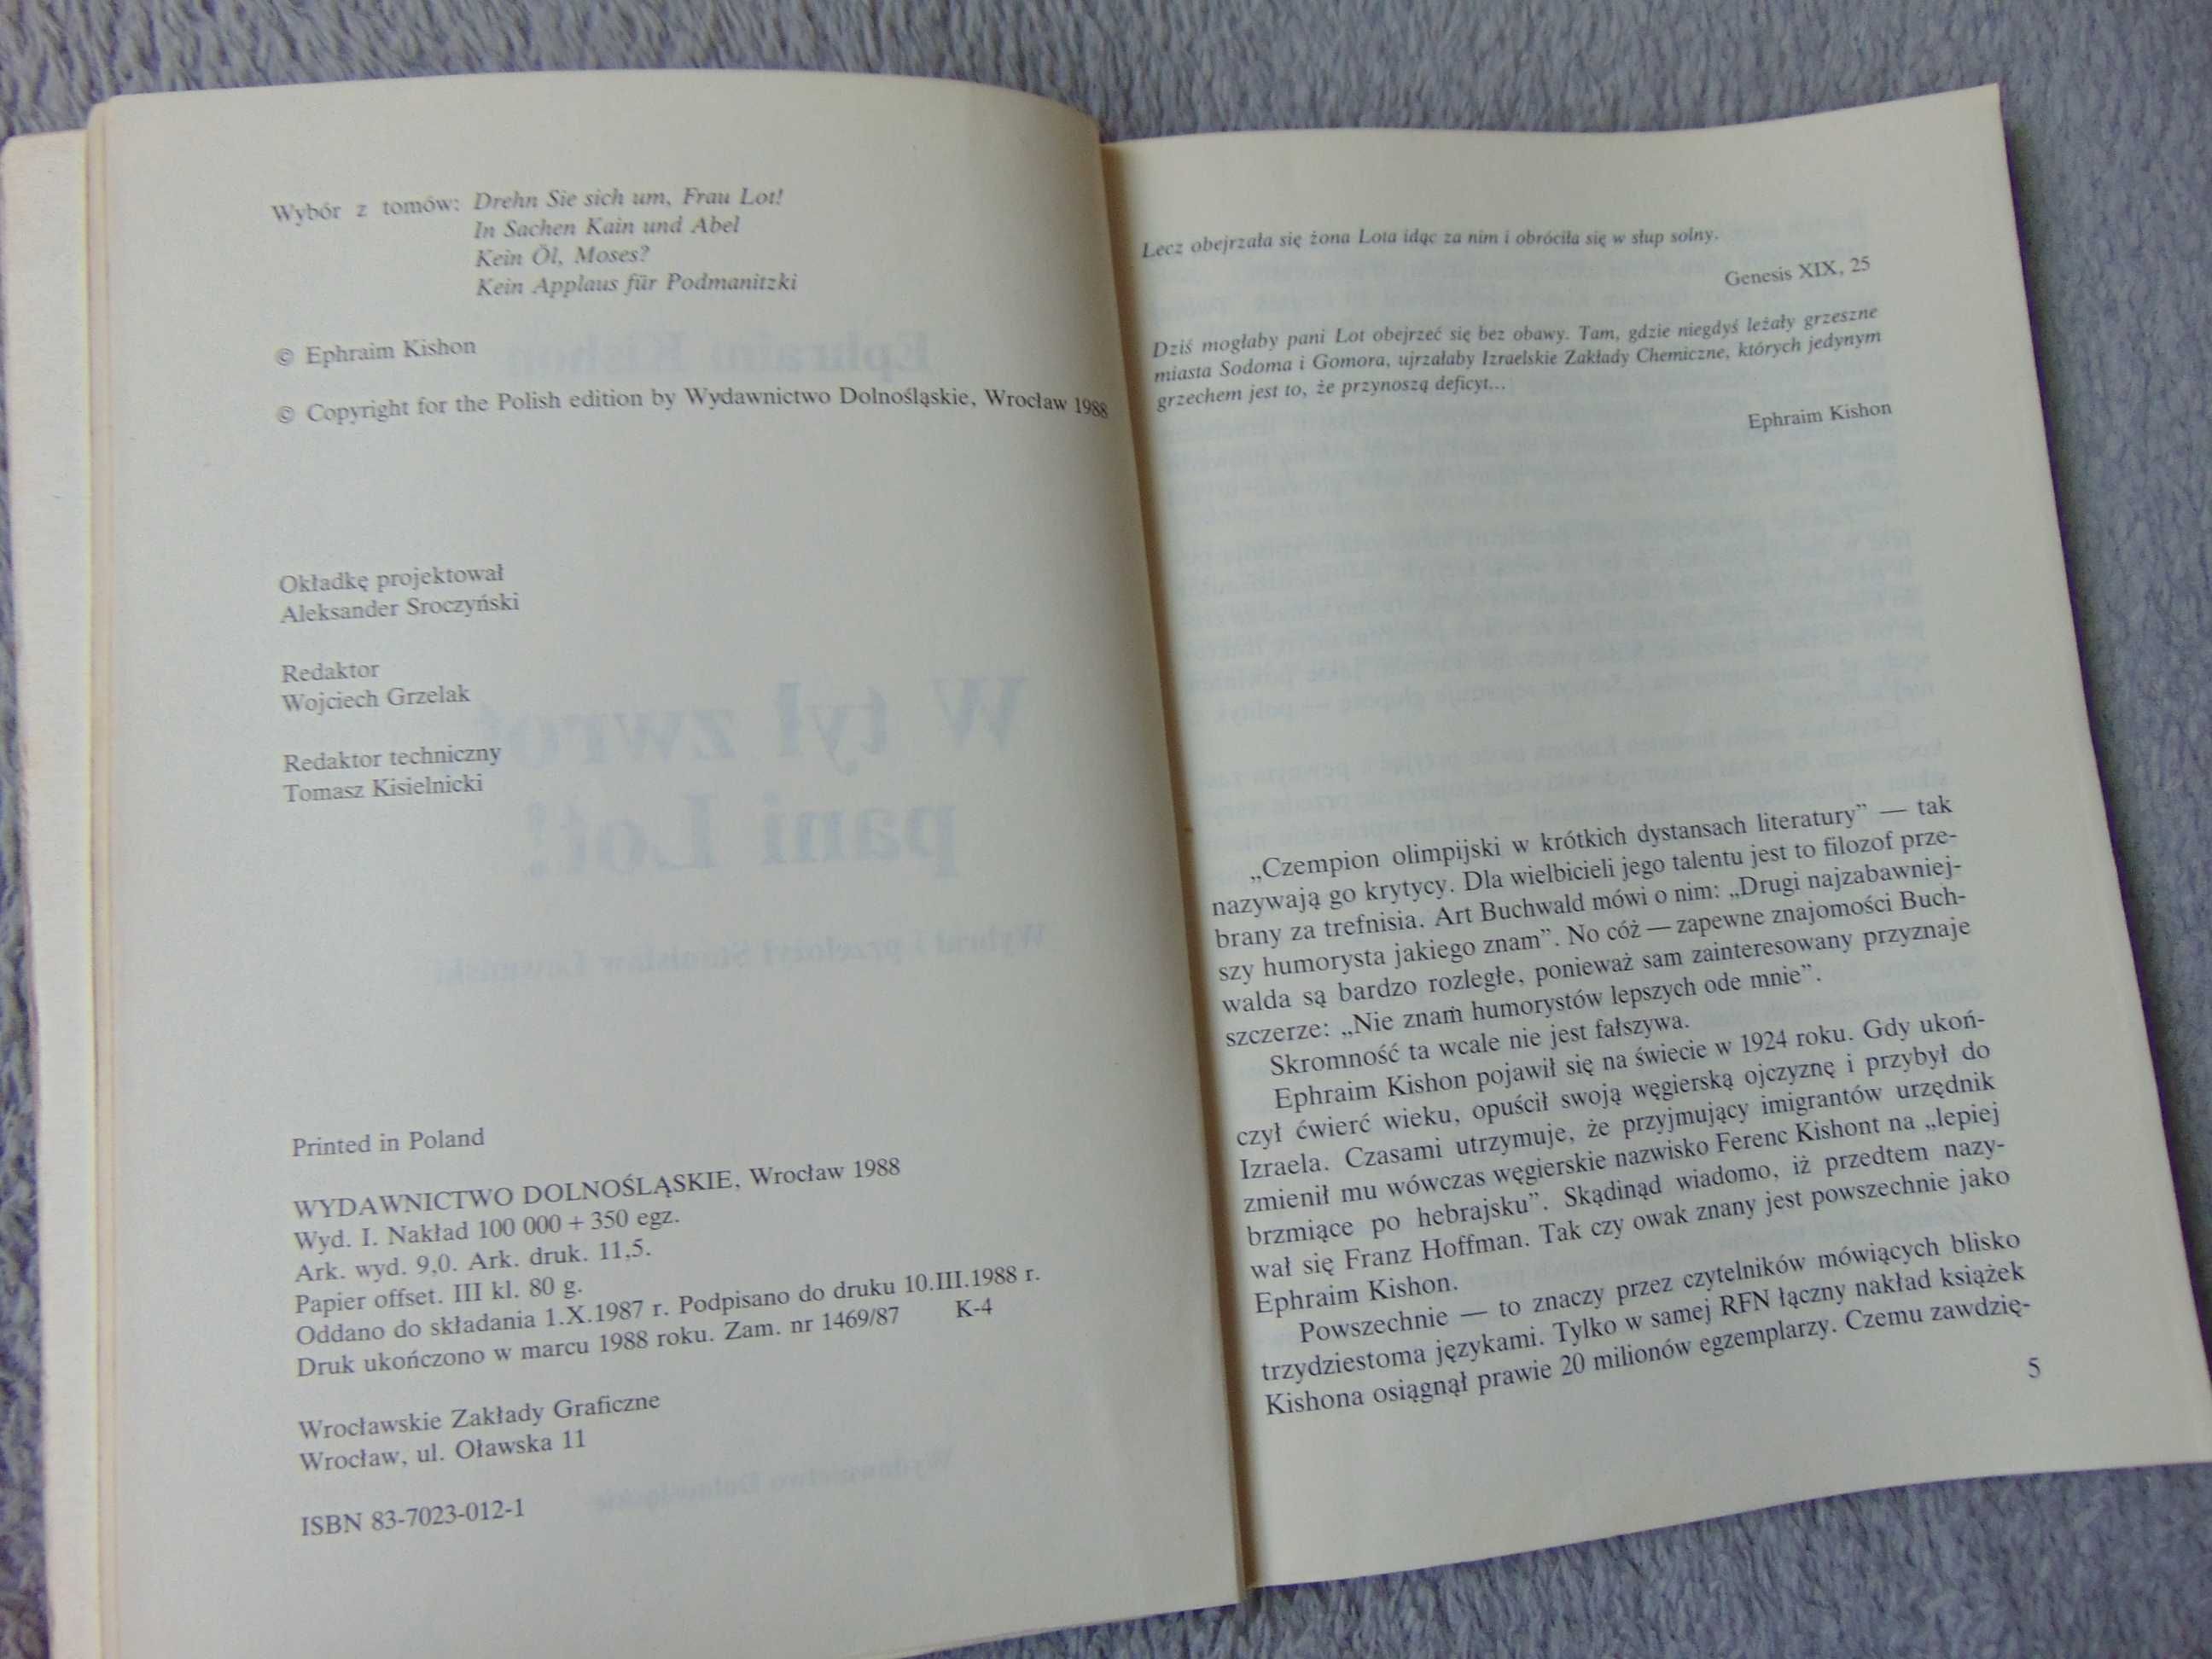 Wybór z tomów: Drehn Sie sich um, Frau Lot!
In Sachen Kain und Abel
Kein Öl, Moses?
Kein Applaus für Podmanitzki
© Ephraim Kishon
© Copyright for the Polish edition by Wydawnictwo Dolnośląskie, Wrocław 1988
Okładkę projektował
Aleksander Sroczyński
Redaktor
Wojciech Grzelak
Redaktor techniczny
Tomasz Kisielnicki
Printed in Poland
WYDAWNICTWO DOLNOŚLĄSKIE, Wrocław 1988
Wyd. I. Nakład 100 000 + 350 egz.
Ark. wyd. 9,0. Ark. druk. 11,5.
Papier offset. III kl. 80 g.
Oddano do składania 1.X.1987 r. Podpisano do druku 10.III.1988 r.
Druk ukończono w marcu 1988 roku. Zam. nr 1469/87 K-4
Wrocławskie Zakłady Graficzne
Wrocław, ul. Oławska 11
ISBN 83-7023-012-1
Lecz obejrzała się żona Lota idąc za nim i obróciła się w słup solny.
Genesis XIX, 25
Dziś mogłaby pani Lot obejrzeć się bez obawy. Tam, gdzie niegdyś leżały grzeszne
miasta Sodoma i Gomora, ujrzałaby Izraelskie Zakłady Chemiczne, których jedynym
grzechem jest to, że przynoszą deficyt...
Ephraim Kishon
„Czempion olimpijski w krótkich dystansach literatury” — tak
nazywają go krytycy. Dla wielbicieli jego talentu jest to filozof prze-
brany za trefnisia. Art Buchwald mówi o nim: „Drugi najzabawniej-
szy humorysta jakiego znam”. No cóż — zapewne znajomości Buch-
walda są bardzo rozległe, ponieważ sam zainteresowany przyznaje
szczerze: „Nie znam humorystów lepszych ode mnie”.
Skromność ta wcale nie jest fałszywa.
Ephraim Kishon pojawił się na świecie w 1924 roku. Gdy ukoń-
czył ćwierć wieku, opuścił swoją węgierską ojczyznę i przybył do
Izraela. Czasami utrzymuje, że przyjmujący imigrantów urzędnik
zmienił mu wówczas węgierskie nazwisko Ferenc Kishont na „lepiej
brzmiące po hebrajsku”. Skądinąd wiadomo, iż przedtem nazy-
wał się Franz Hoffman. Tak czy owak znany jest powszechnie jako
Ephraim Kishon.
Powszechnie — to znaczy przez czytelników mówiących blisko
trzydziestoma językami. Tylko w samej RFN łączny nakład książek
Kishona osiągnął prawie 20 milionów egzemplarzy. Czemu zawdzię-
5